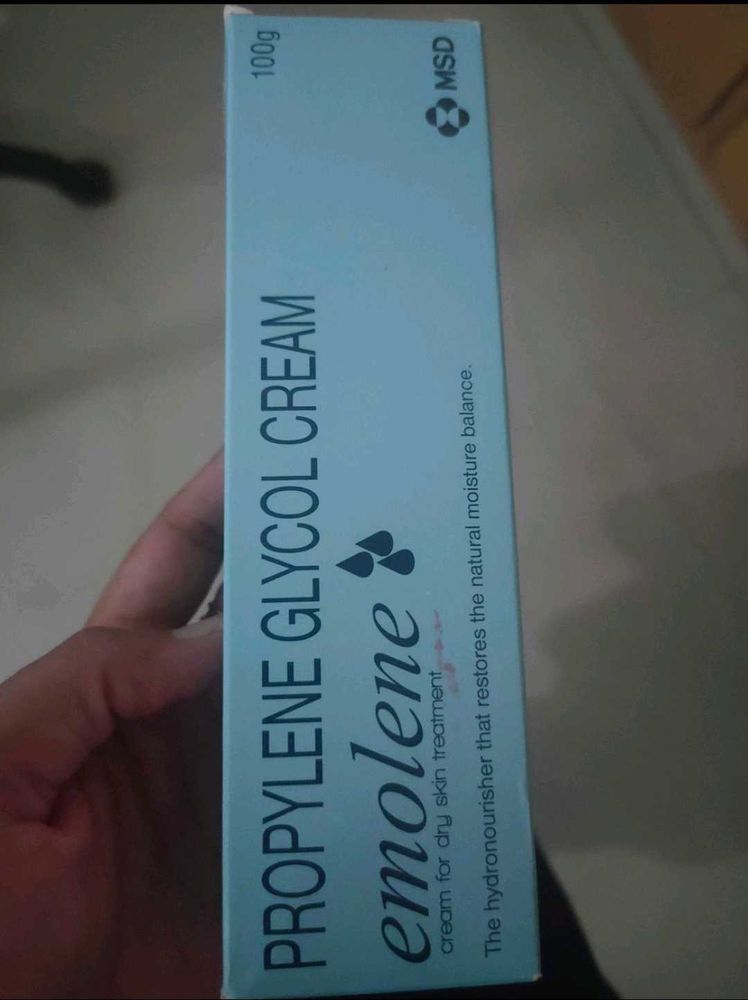 PROPYLENE GLYCOL CREAM 100g
emolene
cream for dry skin treatment
The hydronourisher that restores the natural moisture balance.
MSD